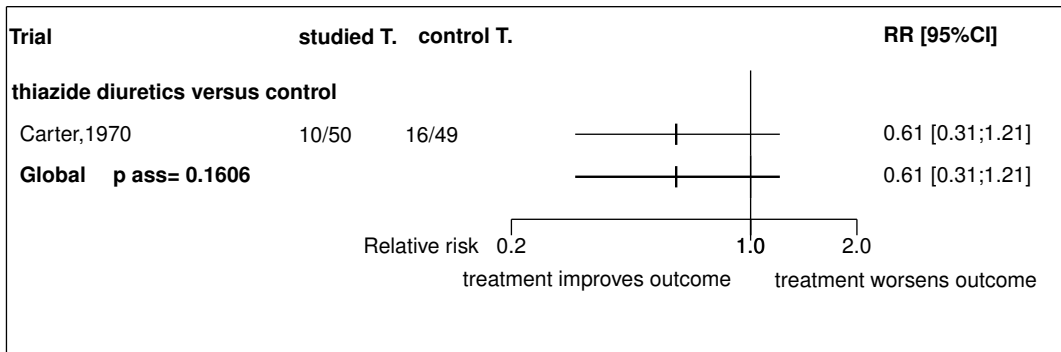 Trial studied T. control T. RR [95%CI]
thiazide diuretics versus control
Carter,1970 10/50 16/49 0.61 [0.31;1.21]
Global p ass= 0.1606 0.61 [0.31;1.21]
Relative risk 0.2 1.0 2.0
treatment improves outcome treatment worsens outcome